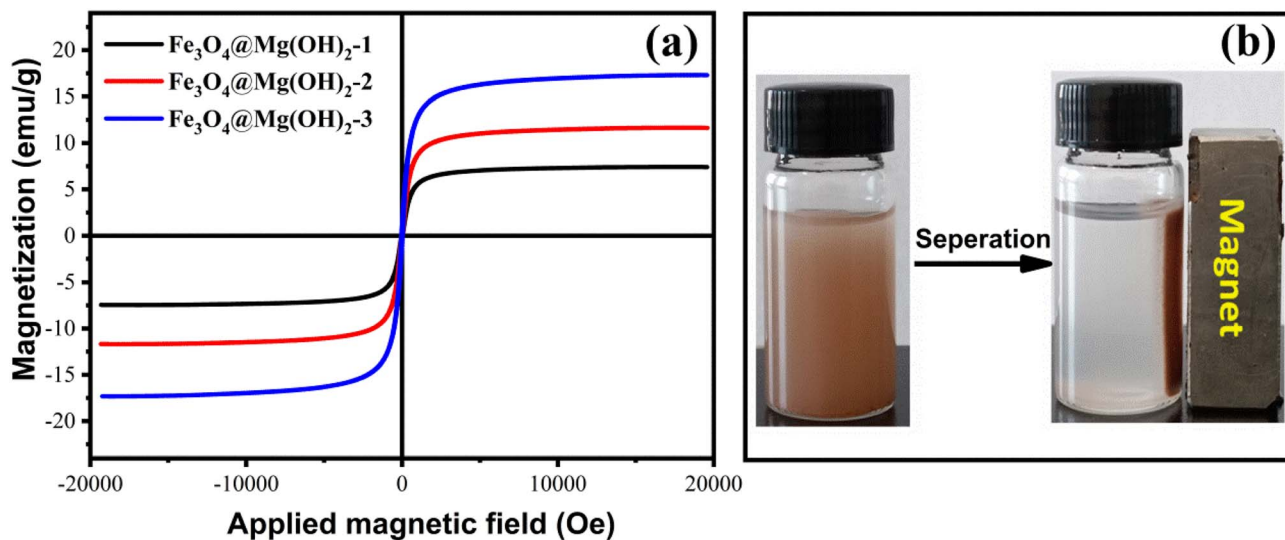 (a)
Fe₃O₄@Mg(OH)₂-1
Fe₃O₄@Mg(OH)₂-2
Fe₃O₄@Mg(OH)₂-3
Magnetization (emu/g)
20
15
10
5
0
-5
-10
-15
-20
-20000 -10000 0 10000 20000
Applied magnetic field (Oe)
(b)
Seperation
Magnet